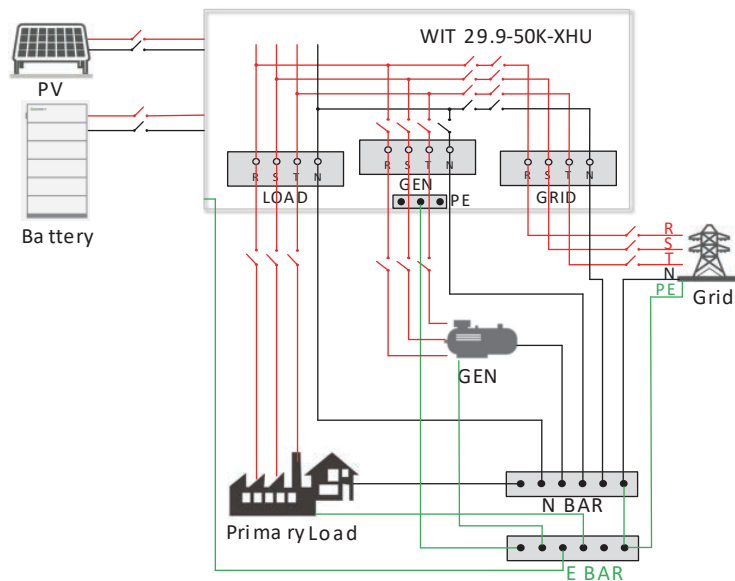 WIT 29.9-50K-XHU
PV
Battery
R S T N
LOAD
R S T N
GEN
PE
R S T N
GRID
R
S
T
N
PE
Grid
GEN
Primary Load
N BAR
E BAR